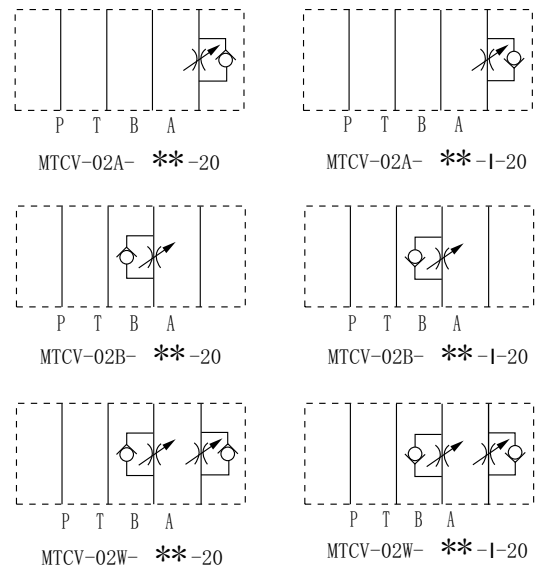 P T B A
MTCV-02A- **-20
P T B A
MTCV-02A- **-I-20
P T B A
MTCV-02B- **-20
P T B A
MTCV-02B- **-I-20
P T B A
MTCV-02W- **-20
P T B A
MTCV-02W- **-I-20